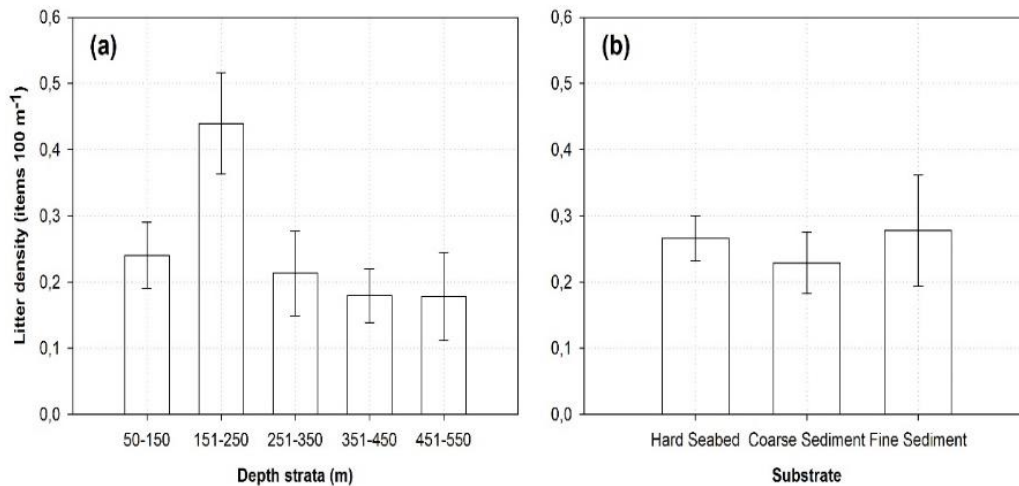 Litter density (items 100 m⁻¹)
(a)
0,6
0,5
0,4
0,3
0,2
0,1
0,0
50-150 151-250 251-350 351-450 451-550
Depth strata (m)
(b)
0,6
0,5
0,4
0,3
0,2
0,1
0,0
Hard Seabed Coarse Sediment Fine Sediment
Substrate